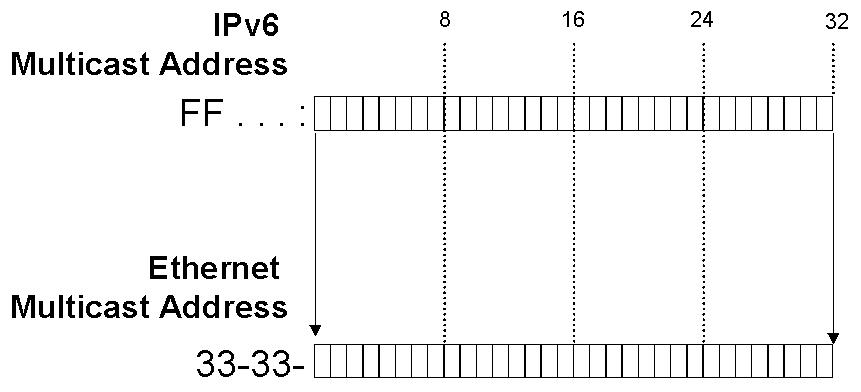 IPv6
8 16 24 32
Multicast Address
FF . . . :
Ethernet
Multicast Address
33-33-